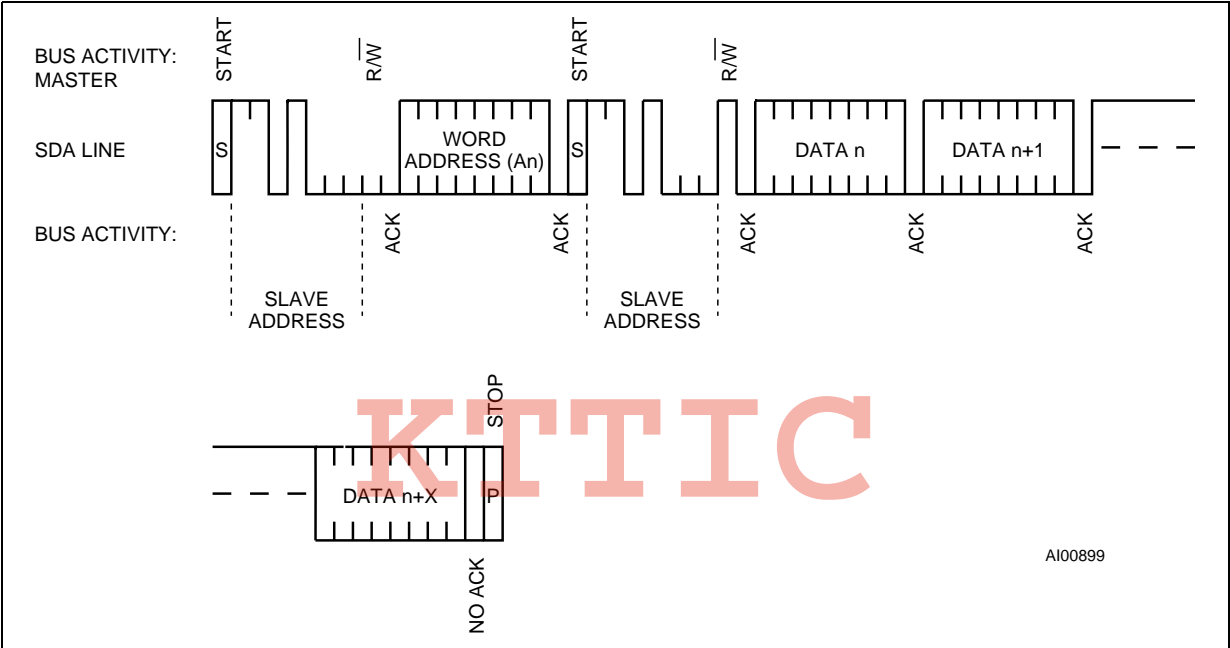 BUS ACTIVITY:
MASTER
START
R/W
START
R/W
SDA LINE
S
WORD
ADDRESS (An)
S
DATA n
DATA n+1
BUS ACTIVITY:
ACK
ACK
ACK
ACK
ACK
SLAVE
ADDRESS
SLAVE
ADDRESS
STOP
KTTIC
DATA n+X
P
NO ACK
AI00899